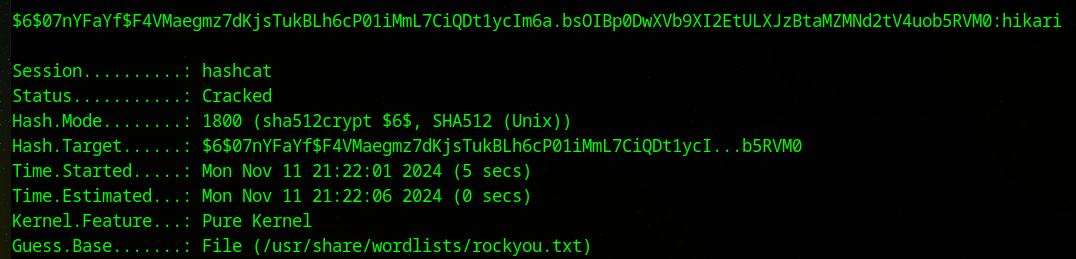 $6$07nYFaYf$F4VMaegmz7dKjsTukBLh6cP01iMmL7CiQDt1ycIm6a.bsOIBp0DwXVb9XI2EtULXJzBtaMZMNd2tV4uob5RVM0:hikari
Session..........: hashcat
Status...........: Cracked
Hash.Mode........: 1800 (sha512crypt $6$, SHA512 (Unix))
Hash.Target......: $6$07nYFaYf$F4VMaegmz7dKjsTukBLh6cP01iMmL7CiQDt1ycI...b5RVM0
Time.Started.....: Mon Nov 11 21:22:01 2024 (5 secs)
Time.Estimated...: Mon Nov 11 21:22:06 2024 (0 secs)
Kernel.Feature...: Pure Kernel
Guess.Base.......: File (/usr/share/wordlists/rockyou.txt)